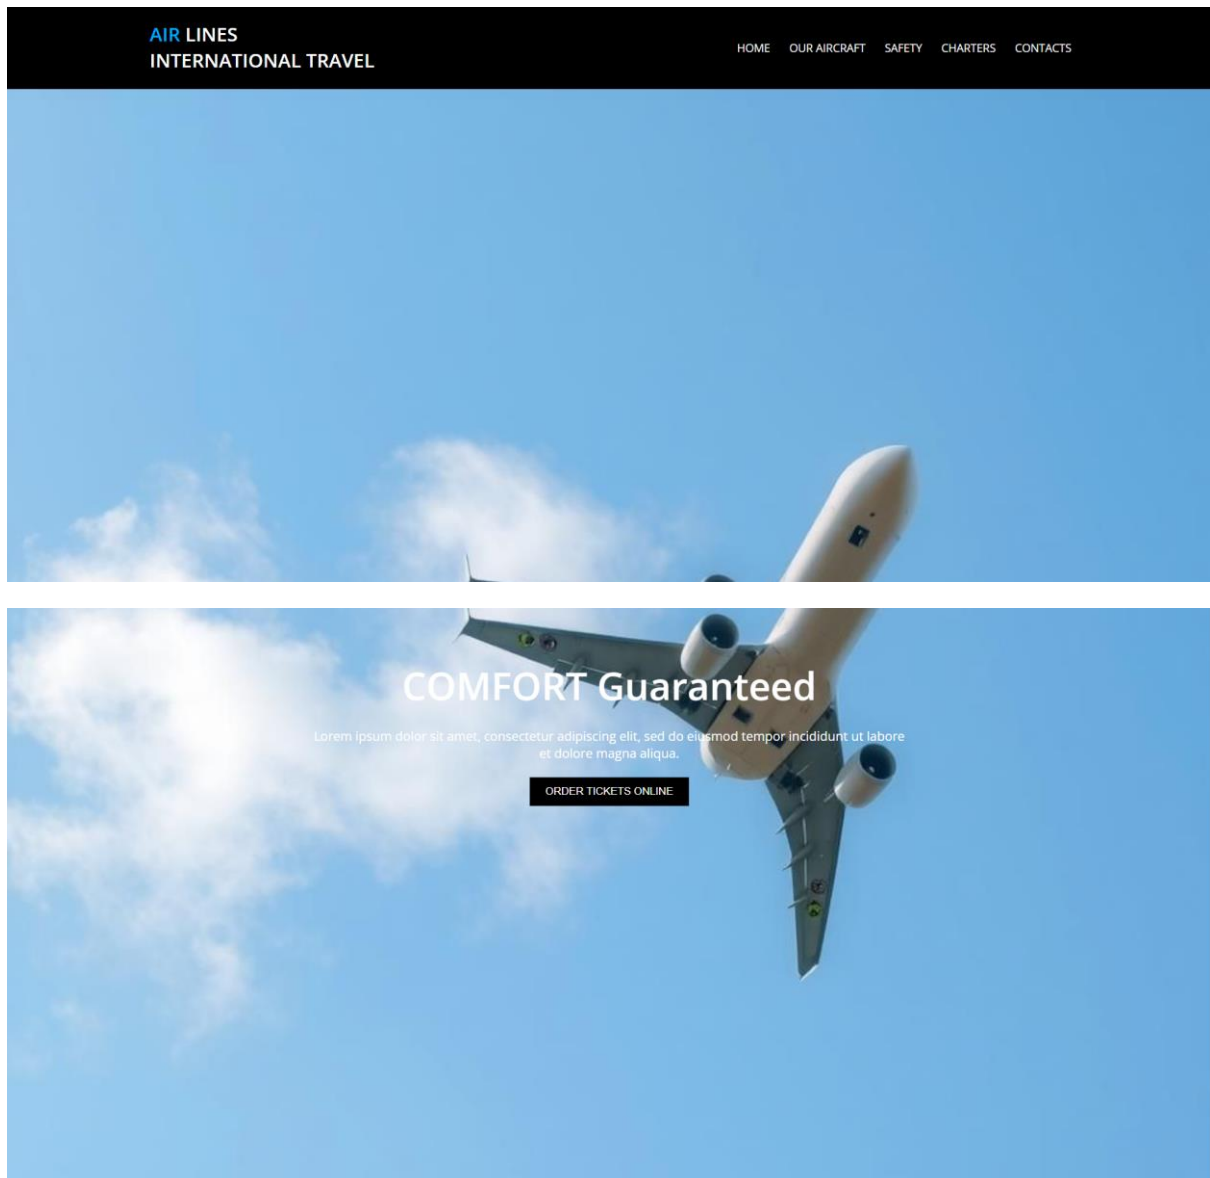 AIR LINES
INTERNATIONAL TRAVEL
HOME OUR AIRCRAFT SAFETY CHARTERS CONTACTS
COMFORT Guaranteed
Lorem ipsum dolor sit amet, consectetur adipiscing elit, sed do eiusmod tempor incididunt ut labore
et dolore magna aliqua.
ORDER TICKETS ONLINE